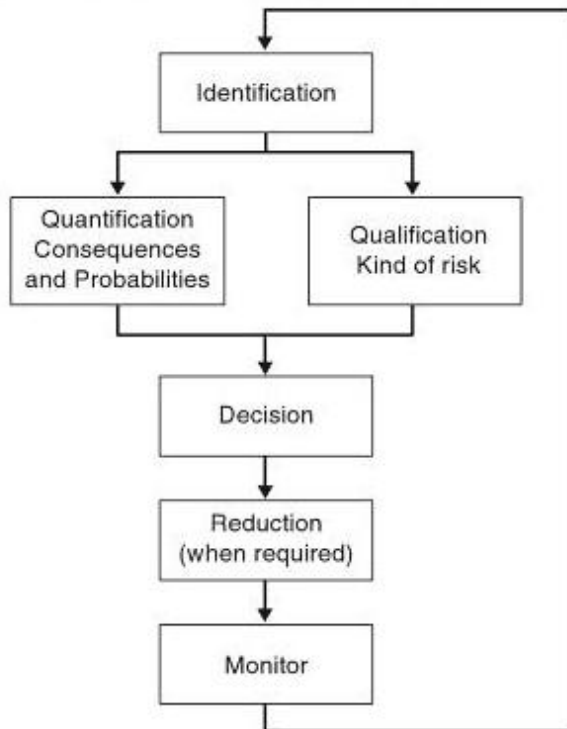 Identification
Quantification
Consequences
and Probabilities
Qualification
Kind of risk
Decision
Reduction
(when required)
Monitor